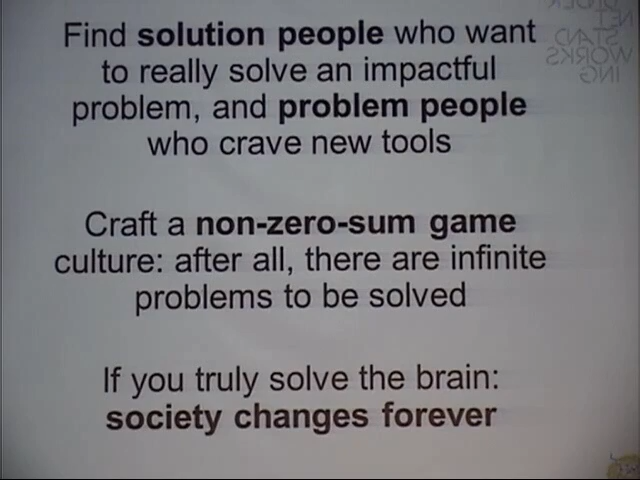 Find solution people who want
to really solve an impactful
problem, and problem people
who crave new tools
Craft a non-zero-sum game
culture: after all, there are infinite
problems to be solved
If you truly solve the brain:
society changes forever